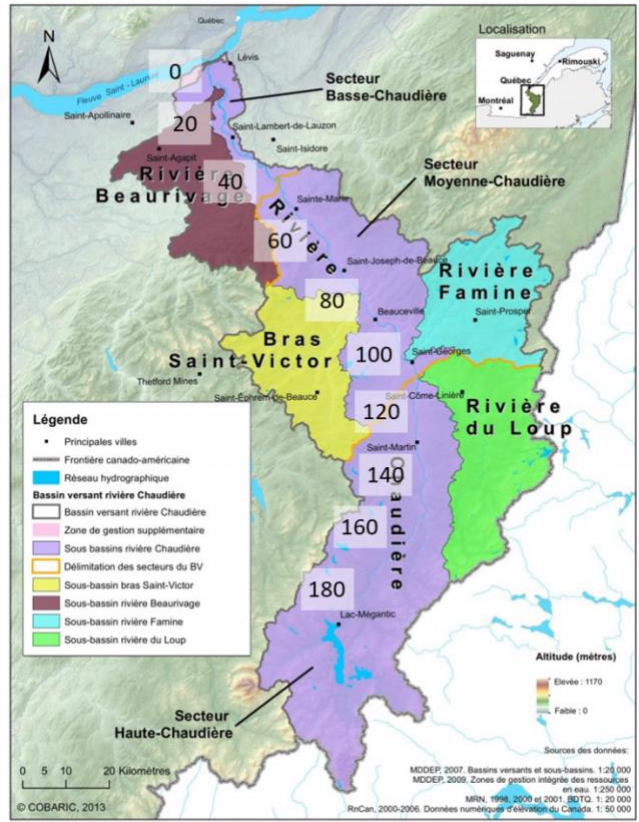 Québec
N
Localisation
Lévis
Saguenay
Rimouski
Québec
Montréal
0
Fleuve Saint - Laurent
Secteur
Basse-Chaudière
Saint-Apollinaire
20
Saint-Lambert-de-Lauzon
Saint-Isidore
Saint-Agapit
Secteur
Moyenne-Chaudière
Rivière
Beaurivage
40
Sainte-Marie
Rivière
60
Saint-Joseph-de-Beauce
Rivière
Famine
80
Saint-Prosper
Beauceville
Bras
Saint-Victor
100
Saint-Georges
Thetford Mines
Saint-Éphrem-de-Beauce
Saint-Côme-Linière
120
Rivière
du Loup
Saint-Martin
140
Chaudière
160
180
Lac-Mégantic
Légende
Principales villes
Frontière canado-américaine
Réseau hydrographique
Bassin versant rivière Chaudière
Bassin versant rivière Chaudière
Zone de gestion supplémentaire
Sous bassins rivière Chaudière
Délimitation des secteurs du BV
Sous-bassin bras Saint-Victor
Sous-bassin rivière Beaurivage
Sous-bassin rivière Famine
Sous-bassin rivière du Loup
Altitude (mètres)
Elevée : 1170
Faible : 0
Secteur
Haute-Chaudière
Sources des données:
0 5 10 20 Kilomètres
MDDEP, 2007. Bassins versants et sous-bassins. 1:20 000
MDDEP, 2009. Zones de gestion intégrée des ressources
en eau. 1:250 000
MRN, 1998, 2000 et 2001. BDTQ. 1: 20 000
RnCan, 2000-2006. Données numériques d'élévation du Canada. 1: 50 000
© COBARIC, 2013